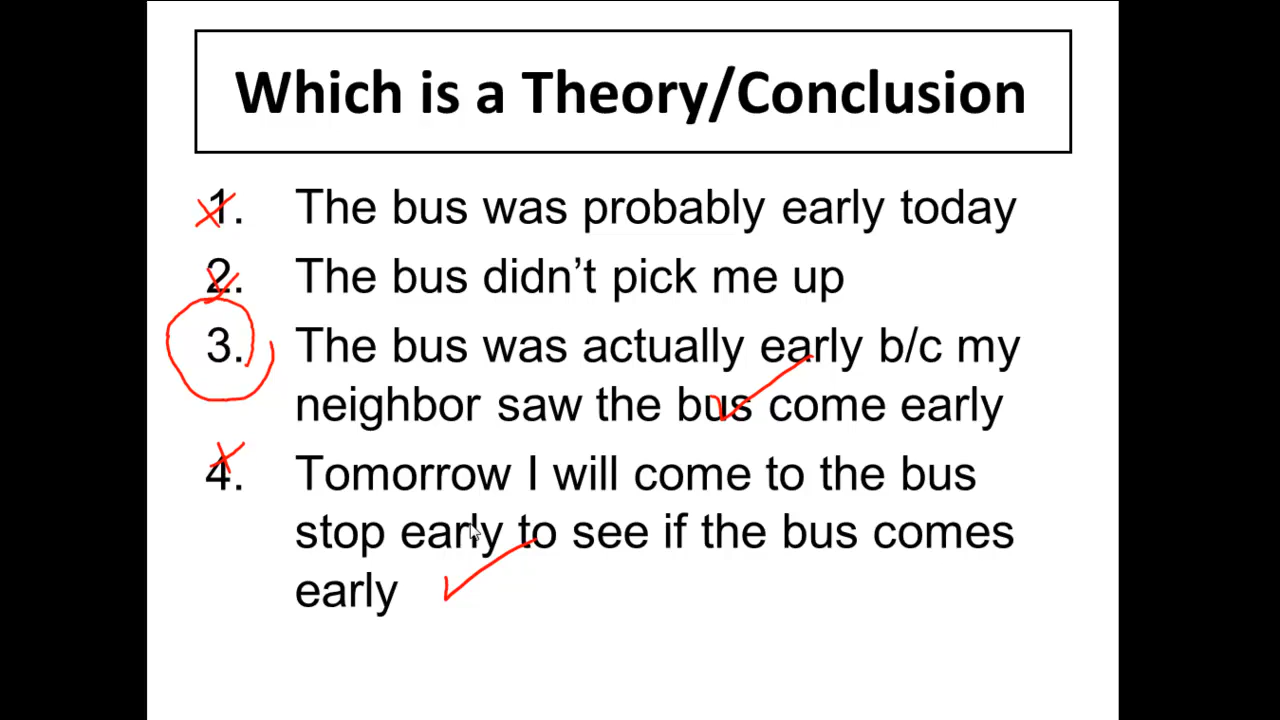 Which is a Theory/Conclusion
1. The bus was probably early today
2. The bus didn't pick me up
3. The bus was actually early b/c my
neighbor saw the bus come early
4. Tomorrow I will come to the bus
stop early to see if the bus comes
early